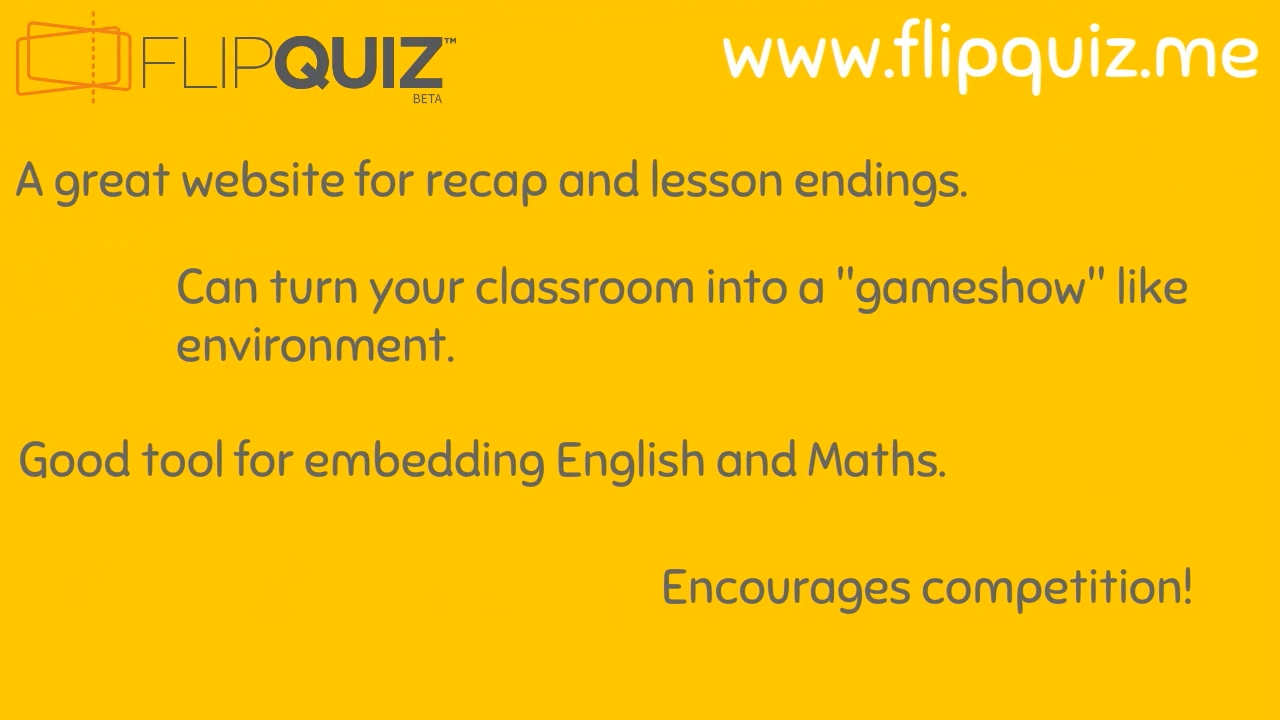 FLIPQUIZ™
BETA
www.flipquiz.me
A great website for recap and lesson endings.
Can turn your classroom into a "gameshow" like
environment.
Good tool for embedding English and Maths.
Encourages competition!